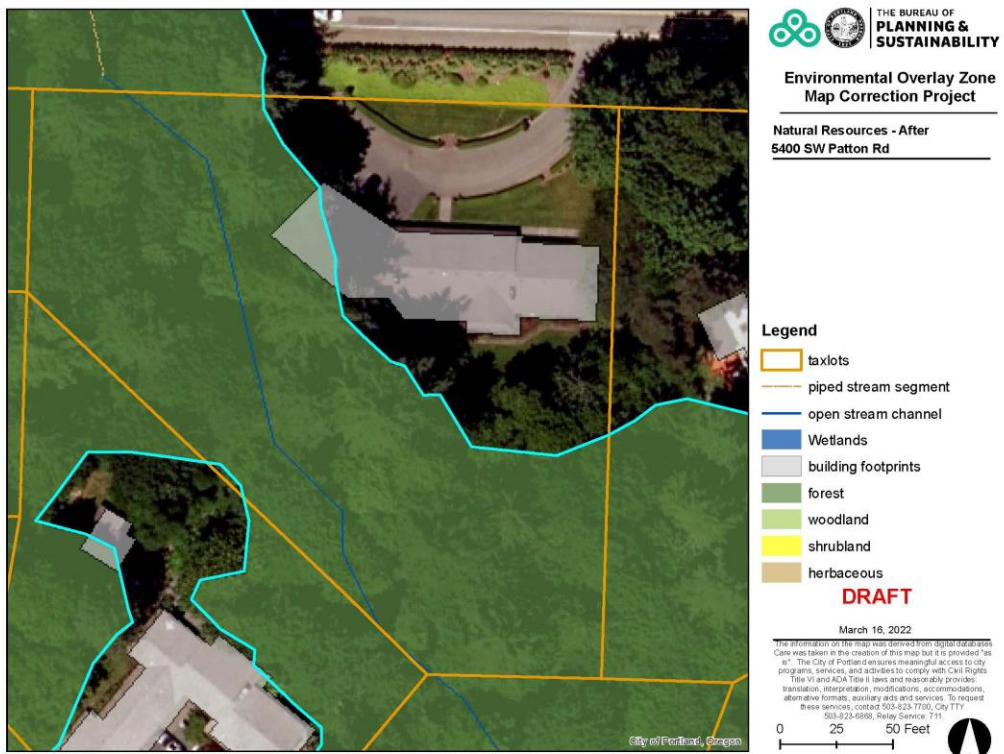 THE BUREAU OF
PLANNING &
SUSTAINABILITY
Environmental Overlay Zone
Map Correction Project
Natural Resources - After
5400 SW Patton Rd
Legend
taxlots
piped stream segment
open stream channel
Wetlands
building footprints
forest
woodland
shrubland
herbaceous
DRAFT
March 16, 2022
The information on the map was derived from digital databases
Care was taken in the creation of this map but it is provided "as
is". The City of Portland ensures meaningful access to city
programs, services, and activities to comply with Civil Rights
Title VI and ADA Title II laws and reasonably provides:
translation, interpretation, modifications, accommodations,
alternative formats, auxiliary aids and services. To request
these services, contact 503-823-7700, City TTY
503-823-6868, Relay Service: 711.
0 25 50 Feet
City of Portland, Oregon